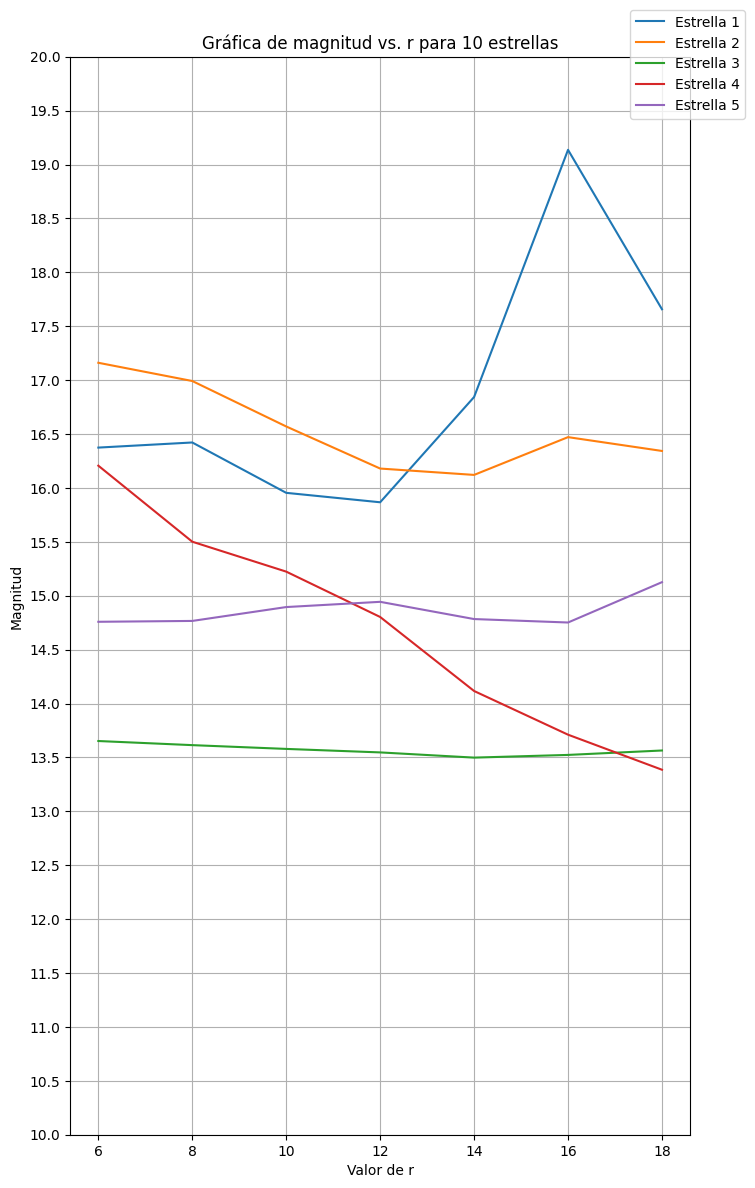 Gráfica de magnitud vs. r para 10 estrellas
Estrella 1
Estrella 2
Estrella 3
Estrella 4
Estrella 5
20.0
19.5
19.0
18.5
18.0
17.5
17.0
16.5
16.0
15.5
15.0
14.5
14.0
13.5
13.0
12.5
12.0
11.5
11.0
10.5
10.0
Magnitud
6 8 10 12 14 16 18
Valor de r